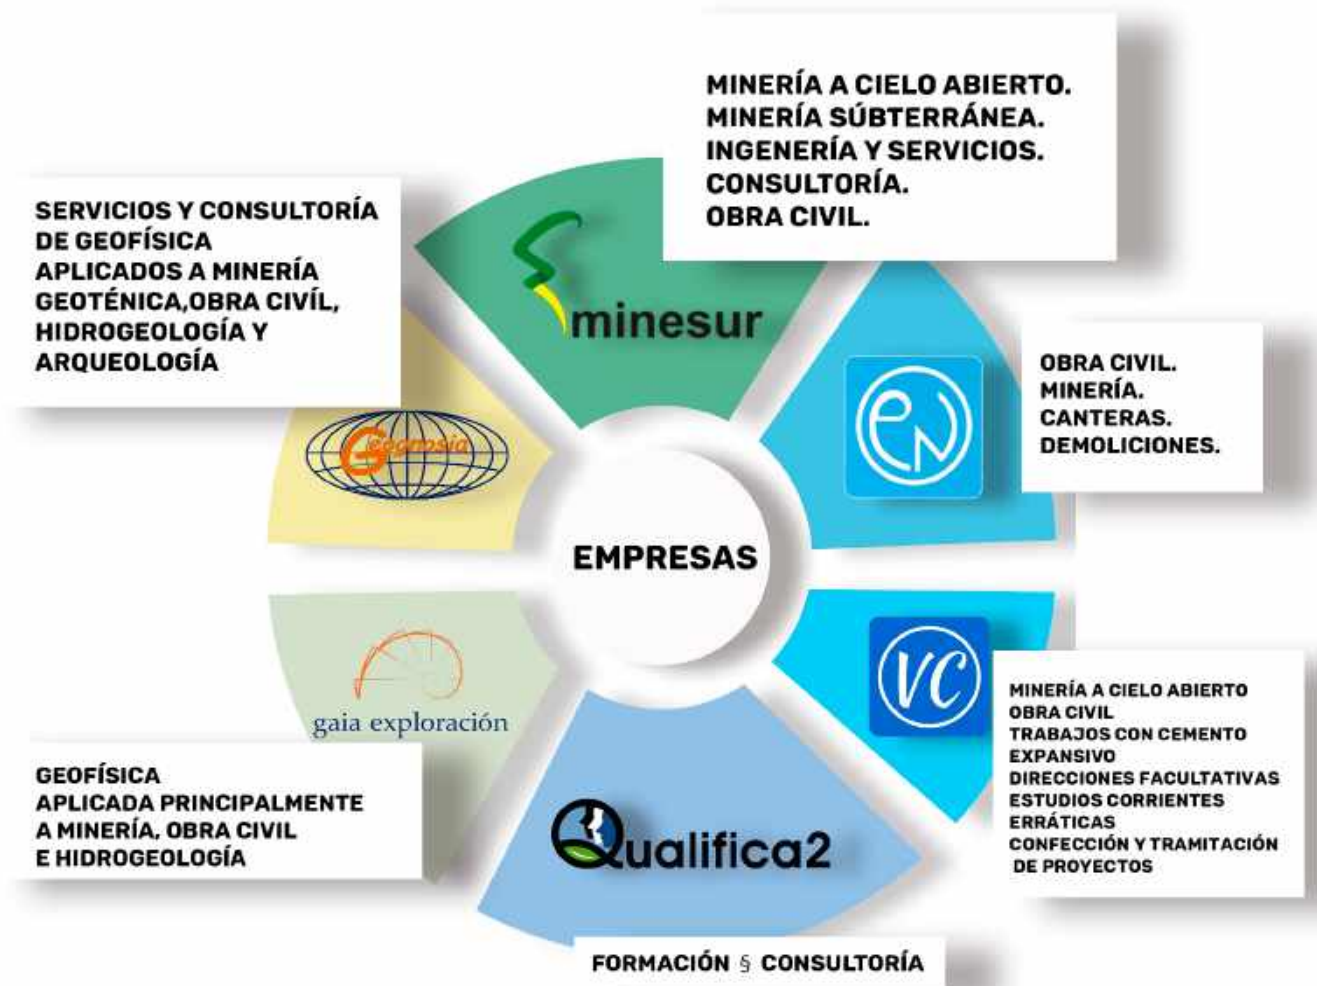 MINERÍA A CIELO ABIERTO.
MINERÍA SÚBTERRÁNEA.
INGENERÍA Y SERVICIOS.
CONSULTORÍA.
OBRA CIVIL.
SERVICIOS Y CONSULTORÍA
DE GEOFÍSICA
APLICADOS A MINERÍA
GEOTÉNICA,OBRA CIVÍL,
HIDROGEOLOGÍA Y
ARQUEOLOGÍA
minesur
OBRA CIVIL.
MINERÍA.
CANTERAS.
DEMOLICIONES.
Geognosia
PN
EMPRESAS
VC
gaia exploración
MINERÍA A CIELO ABIERTO
OBRA CIVIL
TRABAJOS CON CEMENTO
EXPANSIVO
DIRECCIONES FACULTATIVAS
ESTUDIOS CORRIENTES
ERRÁTICAS
CONFECCIÓN Y TRAMITACIÓN
DE PROYECTOS
GEOFÍSICA
APLICADA PRINCIPALMENTE
A MINERÍA, OBRA CIVIL
E HIDROGEOLOGÍA
Qualifica2
FORMACIÓN § CONSULTORÍA